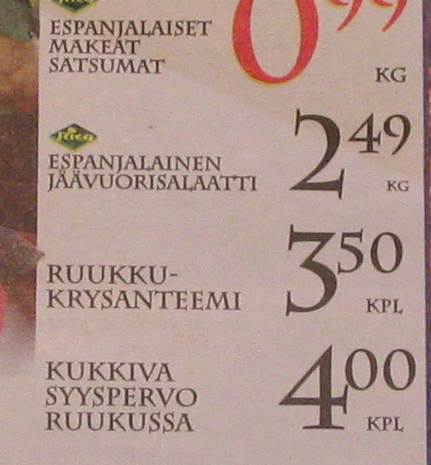 ESPANJALAISET
MAKEAT
SATSUMAT
KG
ESPANJALAINEN
JÄÄVUORISALAATTI
2 49
KG
RUUKKU-
KRYSANTEEMI
3 50
KPL
KUKKIVA
SYYSPERVO
RUUKUSSA
4 00
KPL